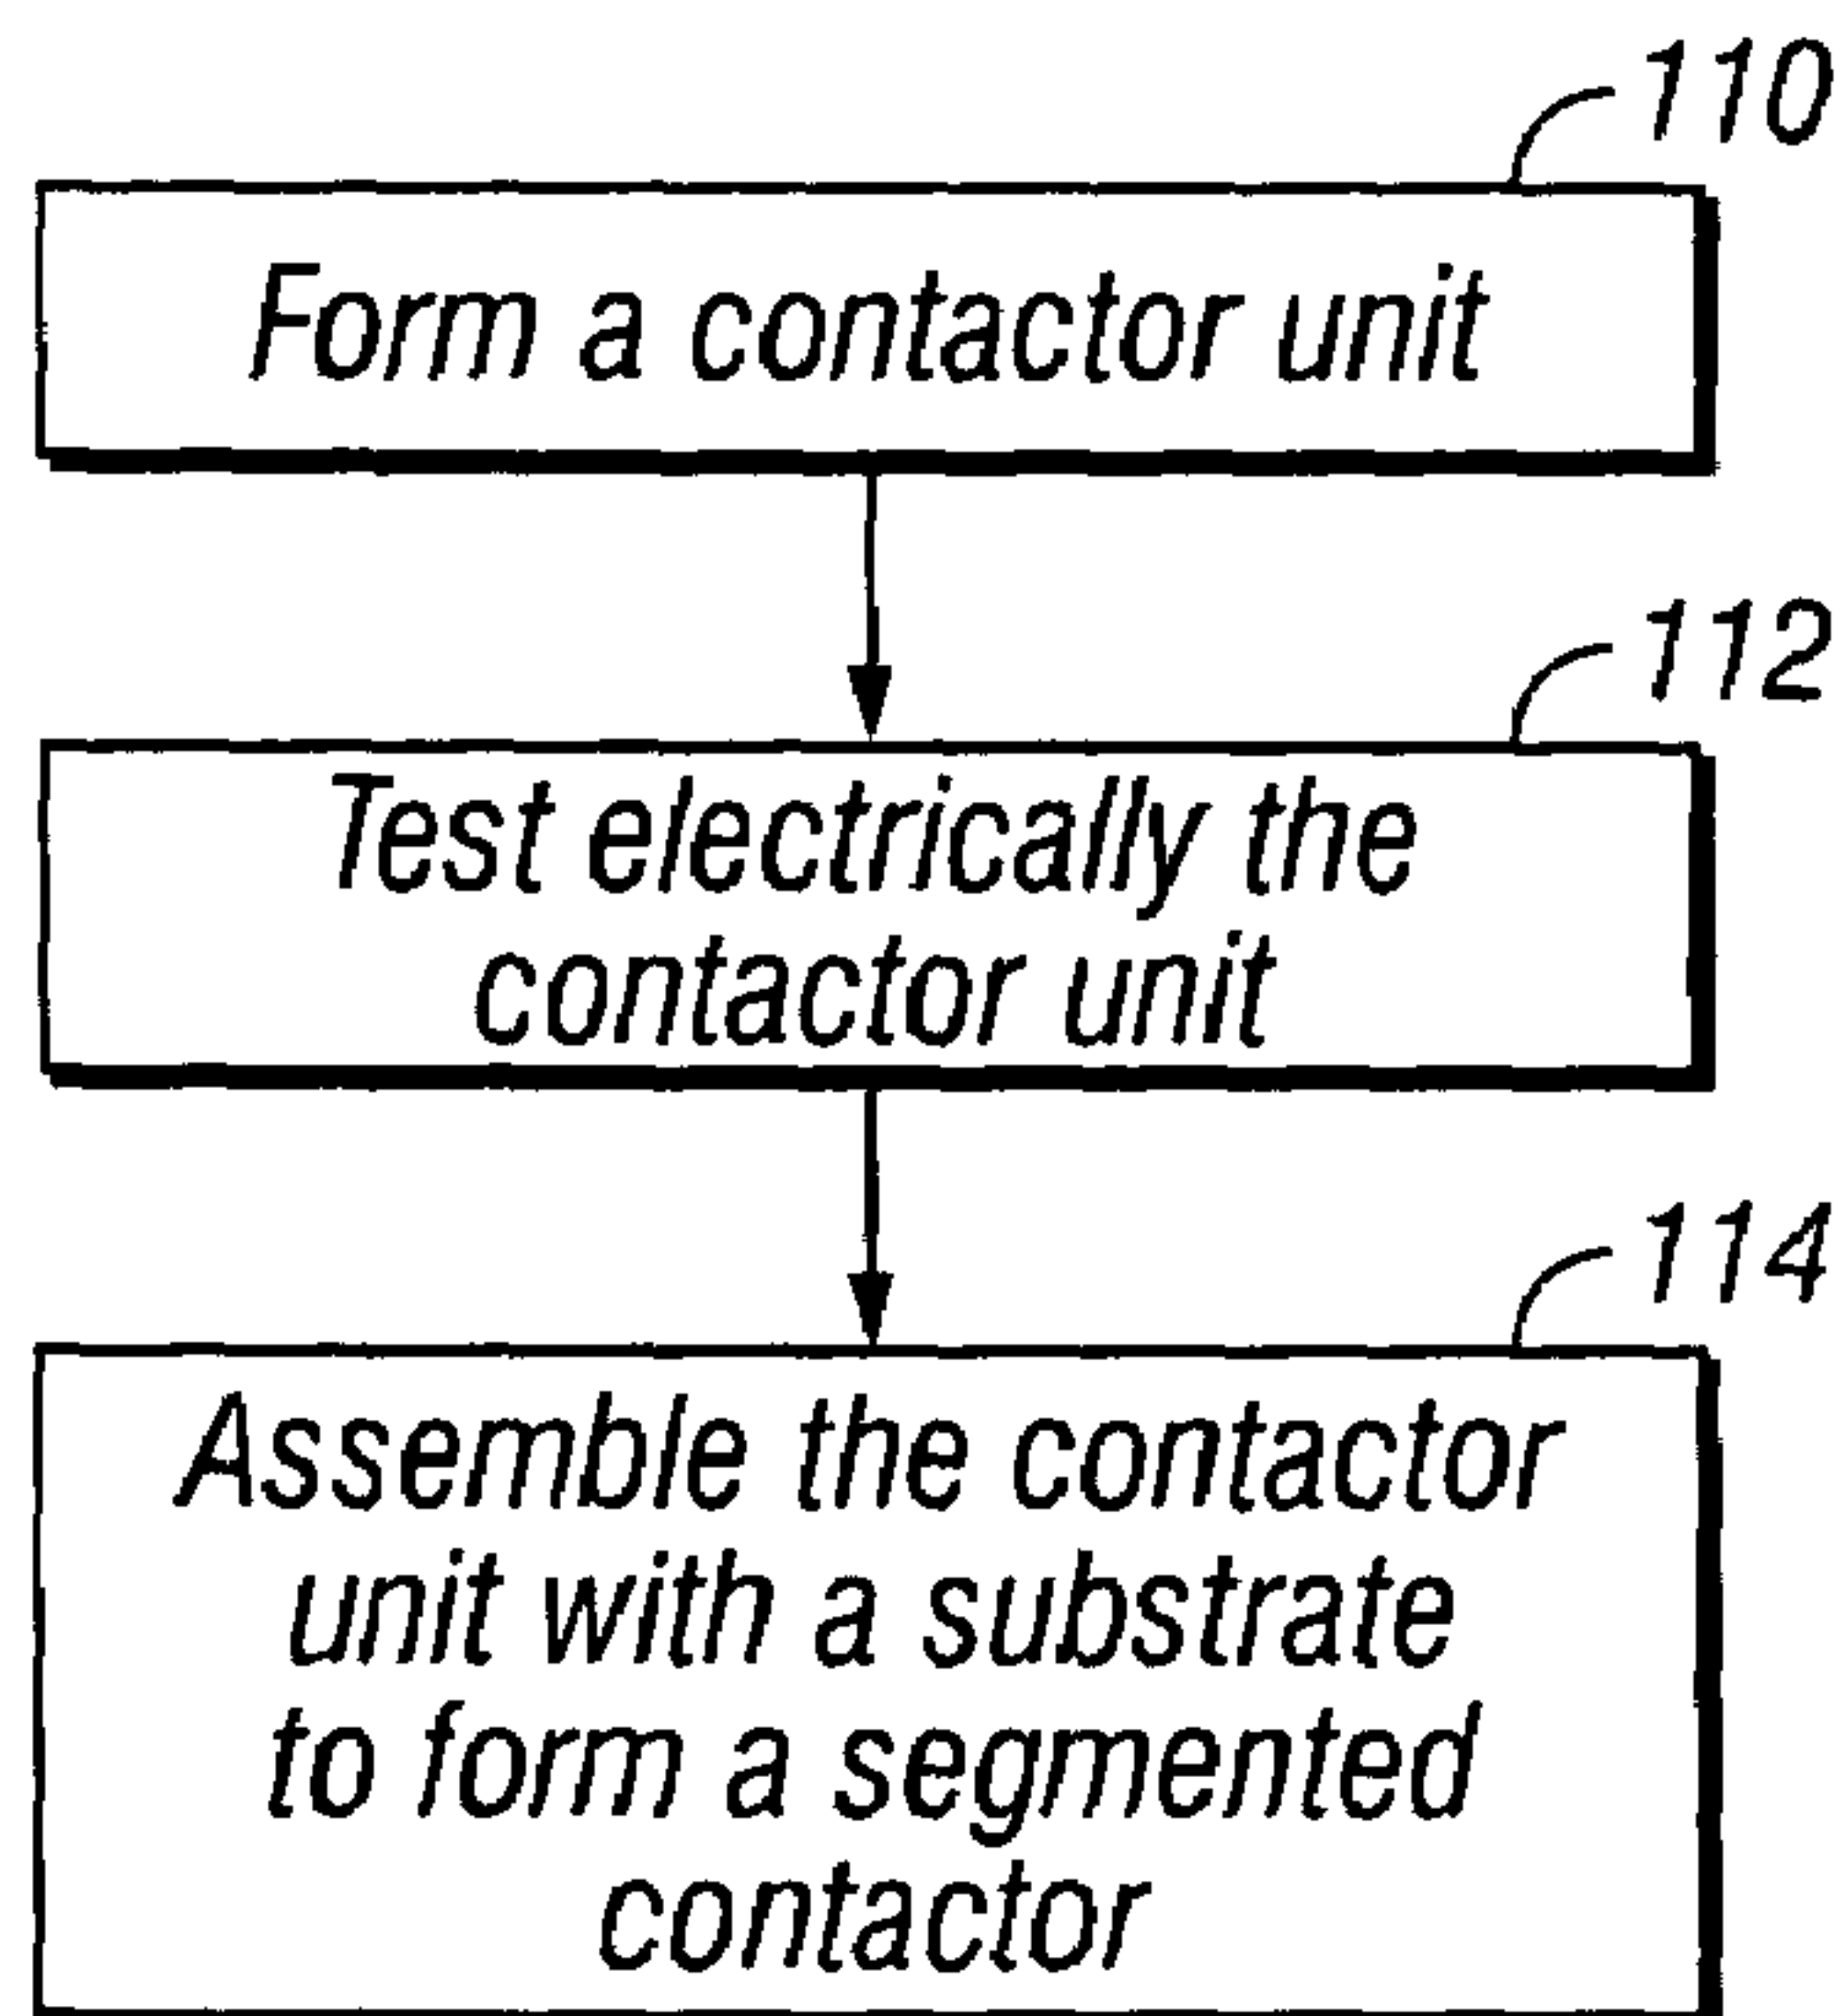 110
Form a contactor unit
112
Test electrically the
contactor unit
114
Assemble the contactor
unit with a substrate
to form a segmented
contactor